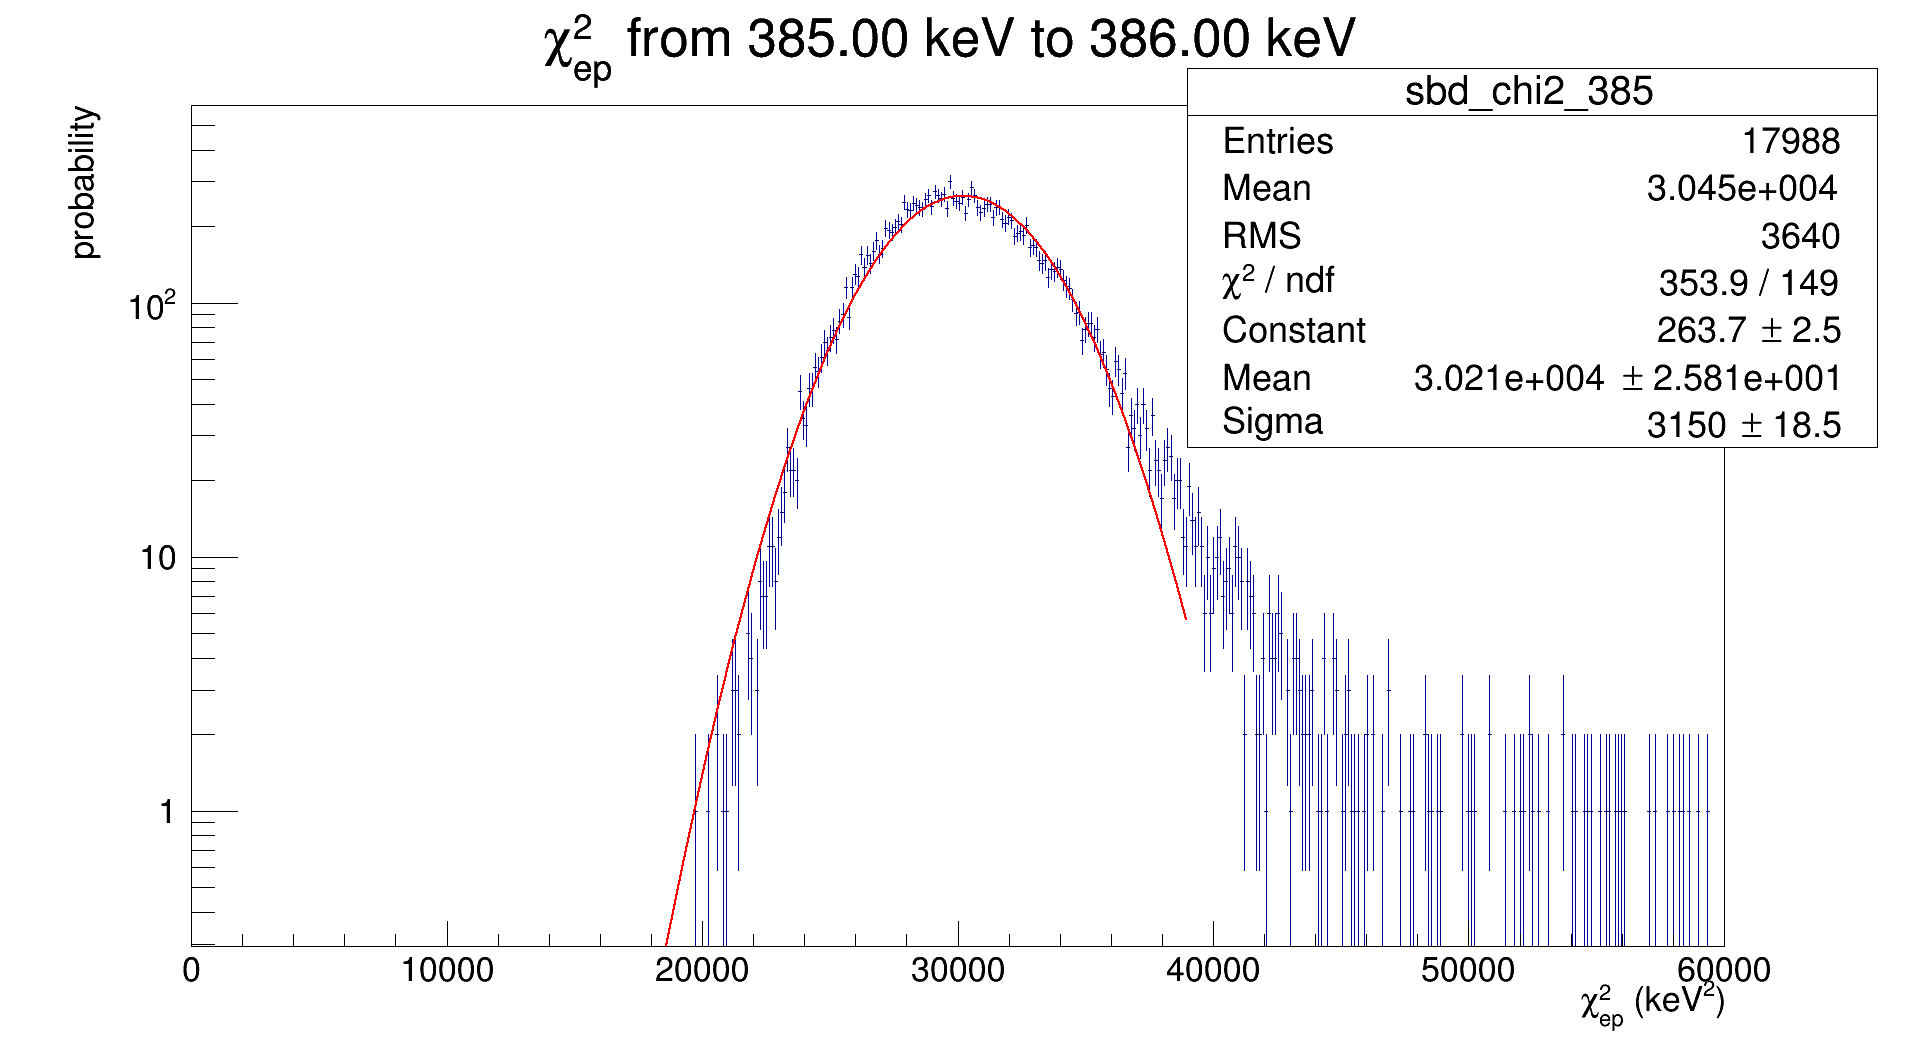 χ²ep from 385.00 keV to 386.00 keV
sbd_chi2_385
Entries 17988
Mean 3.045e+004
RMS 3640
χ² / ndf 353.9 / 149
Constant 263.7 ± 2.5
Mean 3.021e+004 ± 2.581e+001
Sigma 3150 ± 18.5
probability
10²
10
1
0 10000 20000 30000 40000 50000 60000
χ²ep (keV²)